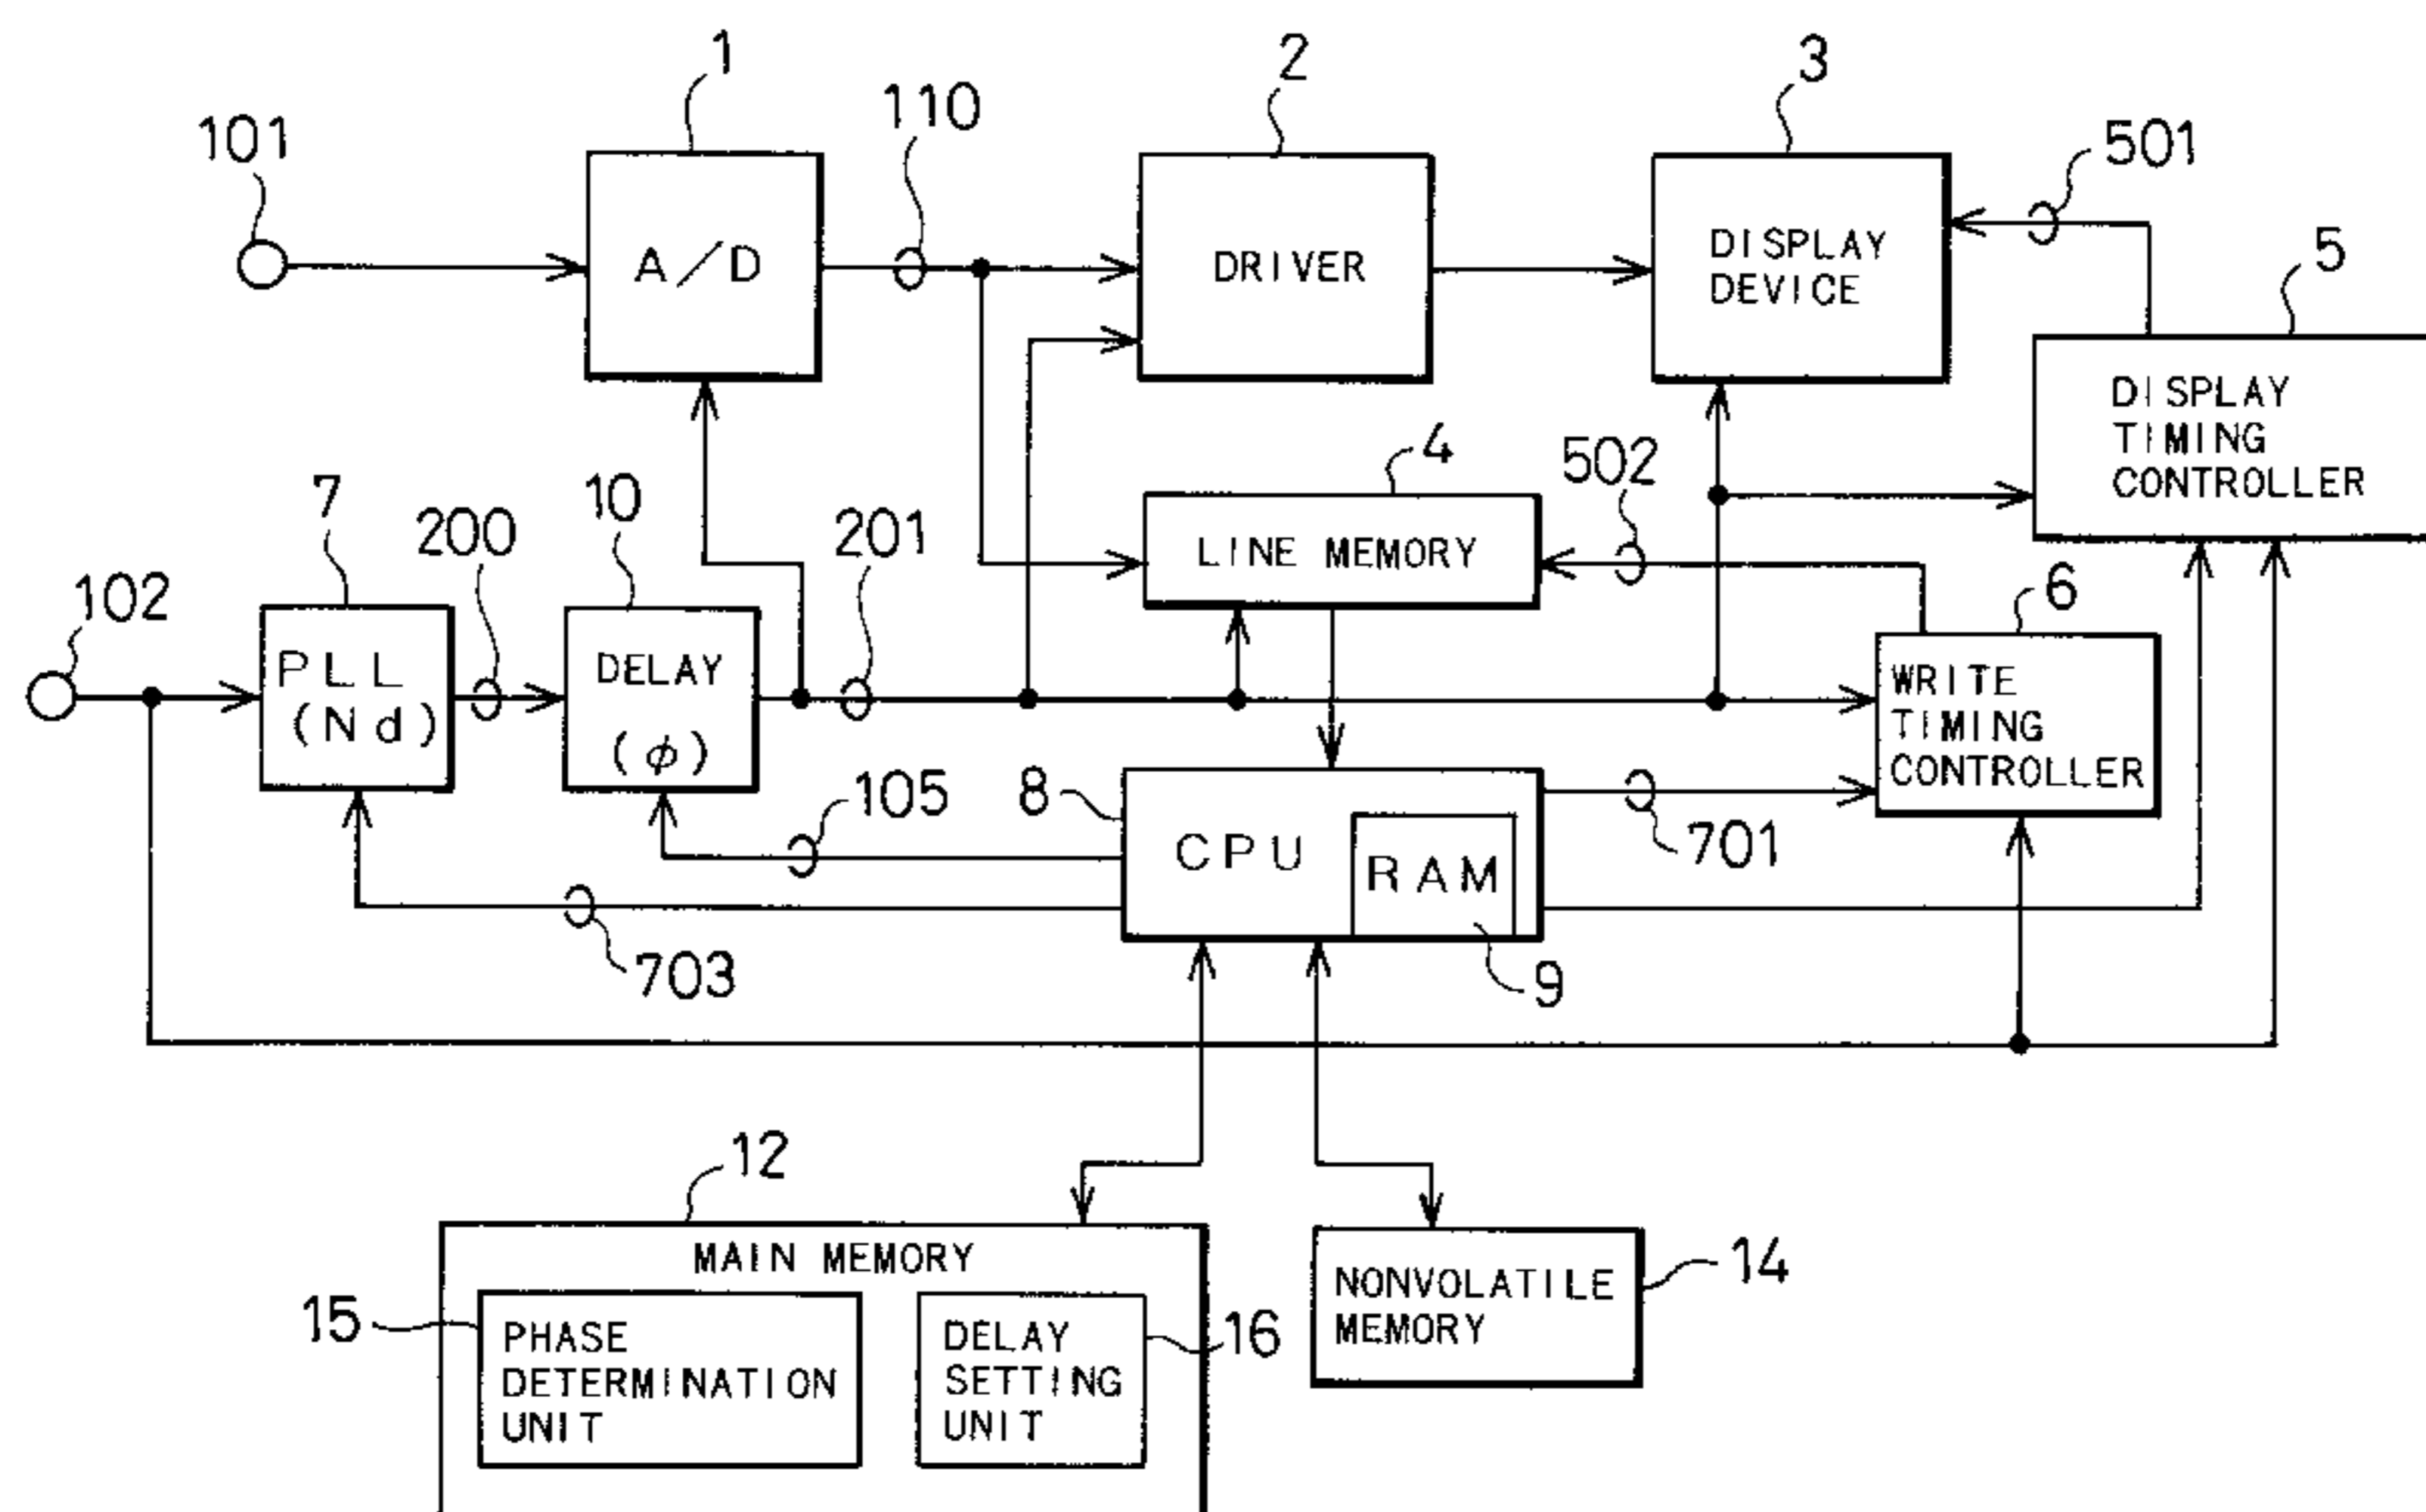 1
2
3
101
110
501
A/D
DRIVER
DISPLAY
DEVICE
5
DISPLAY
TIMING
CONTROLLER
7
200
10
201
4
502
LINE MEMORY
102
6
PLL
(Nd)
DELAY
(φ)
WRITE
TIMING
CONTROLLER
105
8
CPU
RAM
701
703
9
12
MAIN MEMORY
14
NONVOLATILE
MEMORY
15
PHASE
DETERMINATION
UNIT
DELAY
SETTING
UNIT
16